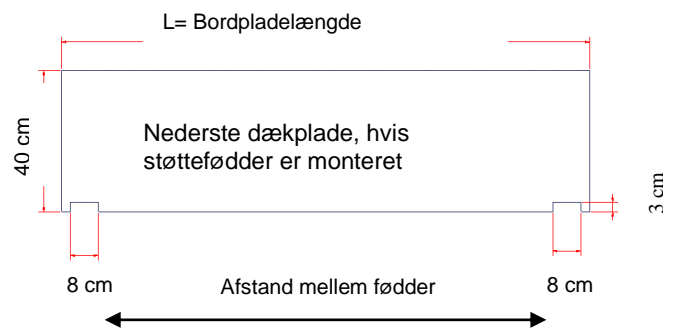 L= Bordpladelængde
40 cm
Nederste dækplade, hvis
støttefødder er monteret
3 cm
8 cm
Afstand mellem fødder
8 cm